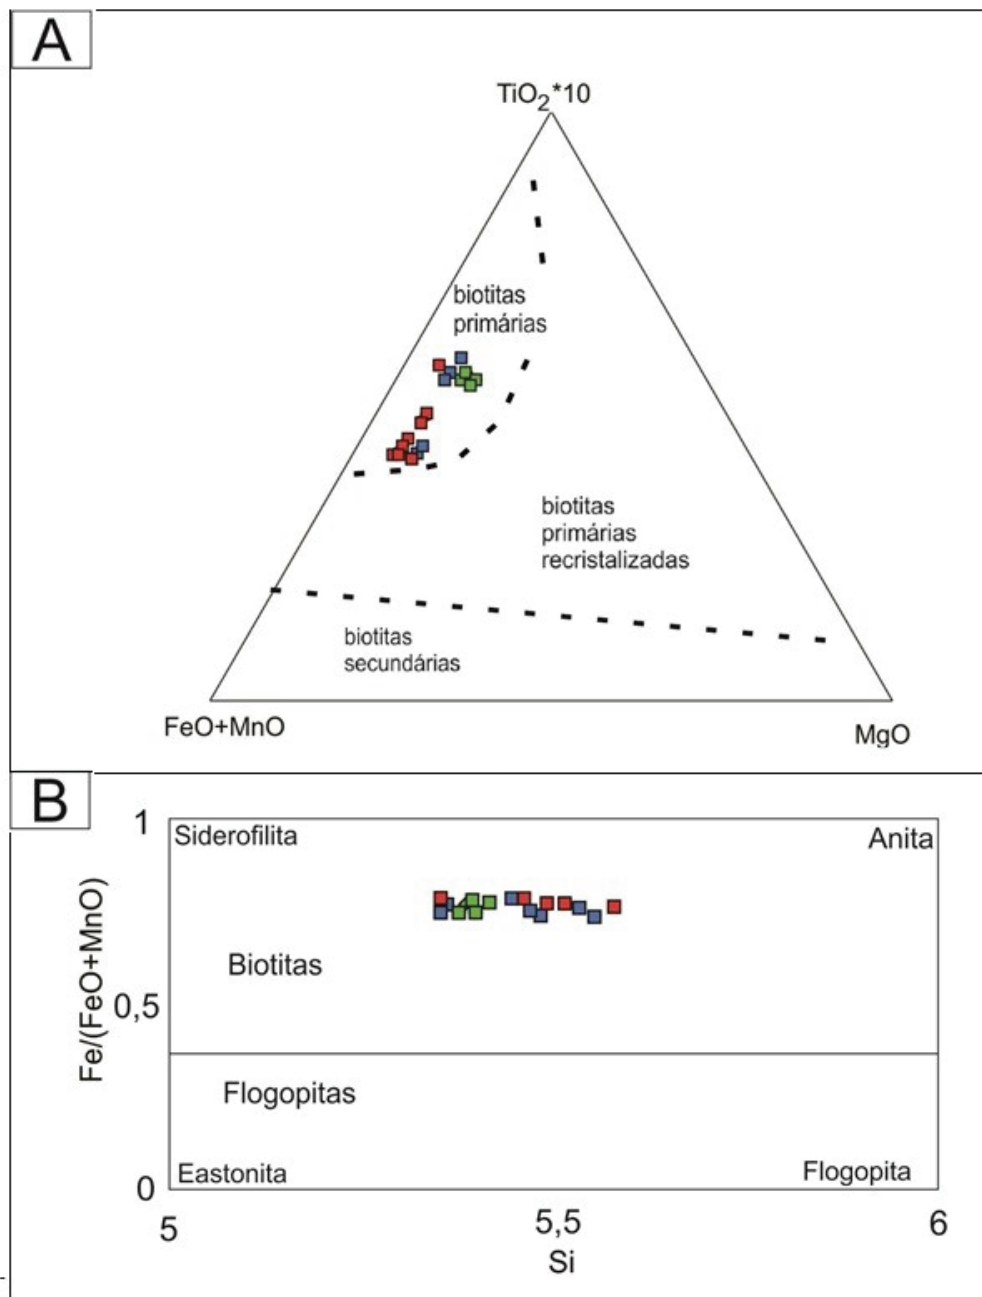 A
TiO2*10
biotitas
primárias
biotitas
primárias
recristalizadas
biotitas
secundárias
FeO+MnO
MgO
B
1
Siderofilita
Anita
Fe/(FeO+MnO)
Biotitas
0,5
Flogopitas
Eastonita
Flogopita
0
5
5,5
6
Si